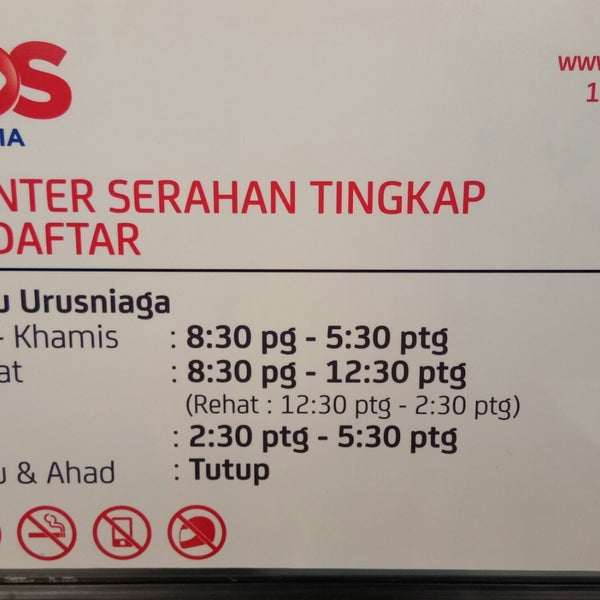 OS
www
1
NTER SERAHAN TINGKAP
DAFTAR
u Urusniaga
- Khamis : 8:30 pg - 5:30 ptg
at : 8:30 pg - 12:30 ptg
(Rehat : 12:30 ptg - 2:30 ptg)
: 2:30 ptg - 5:30 ptg
u & Ahad : Tutup